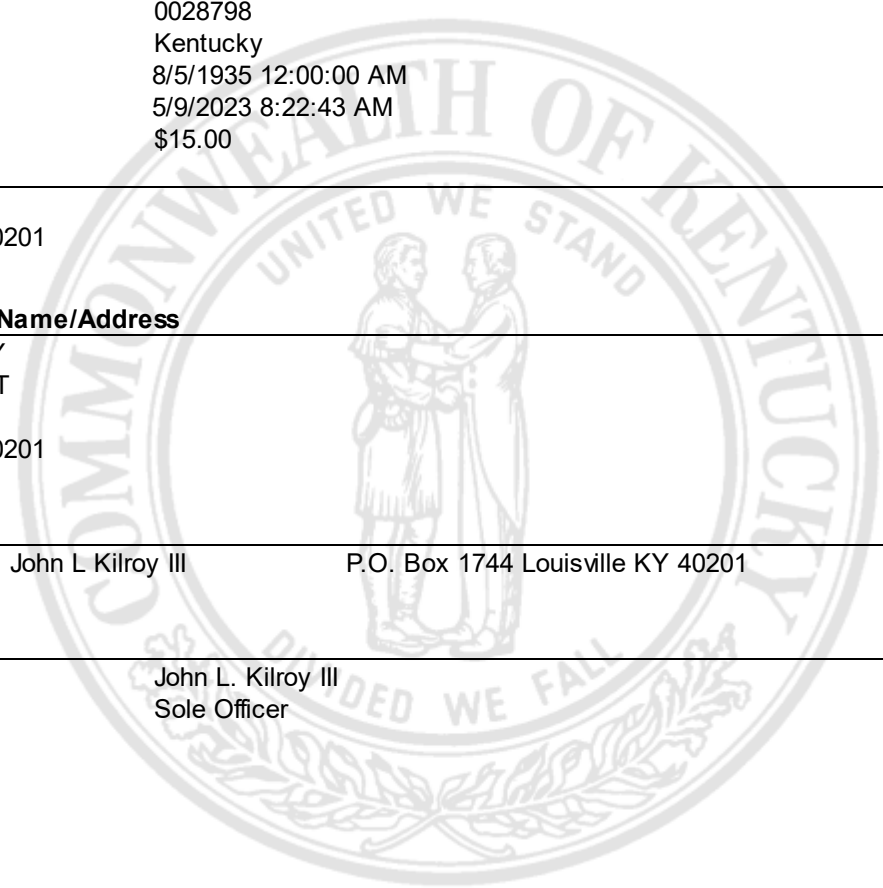 0028798
Kentucky
8/5/1935 12:00:00 AM
5/9/2023 8:22:43 AM
$15.00
0201
Name/Address
Y
T
0201
John L Kilroy III P.O. Box 1744 Louisville KY 40201
John L. Kilroy III
Sole Officer
COMMONWEALTH OF KENTUCKY
UNITED WE STAND
DIVIDED WE FALL